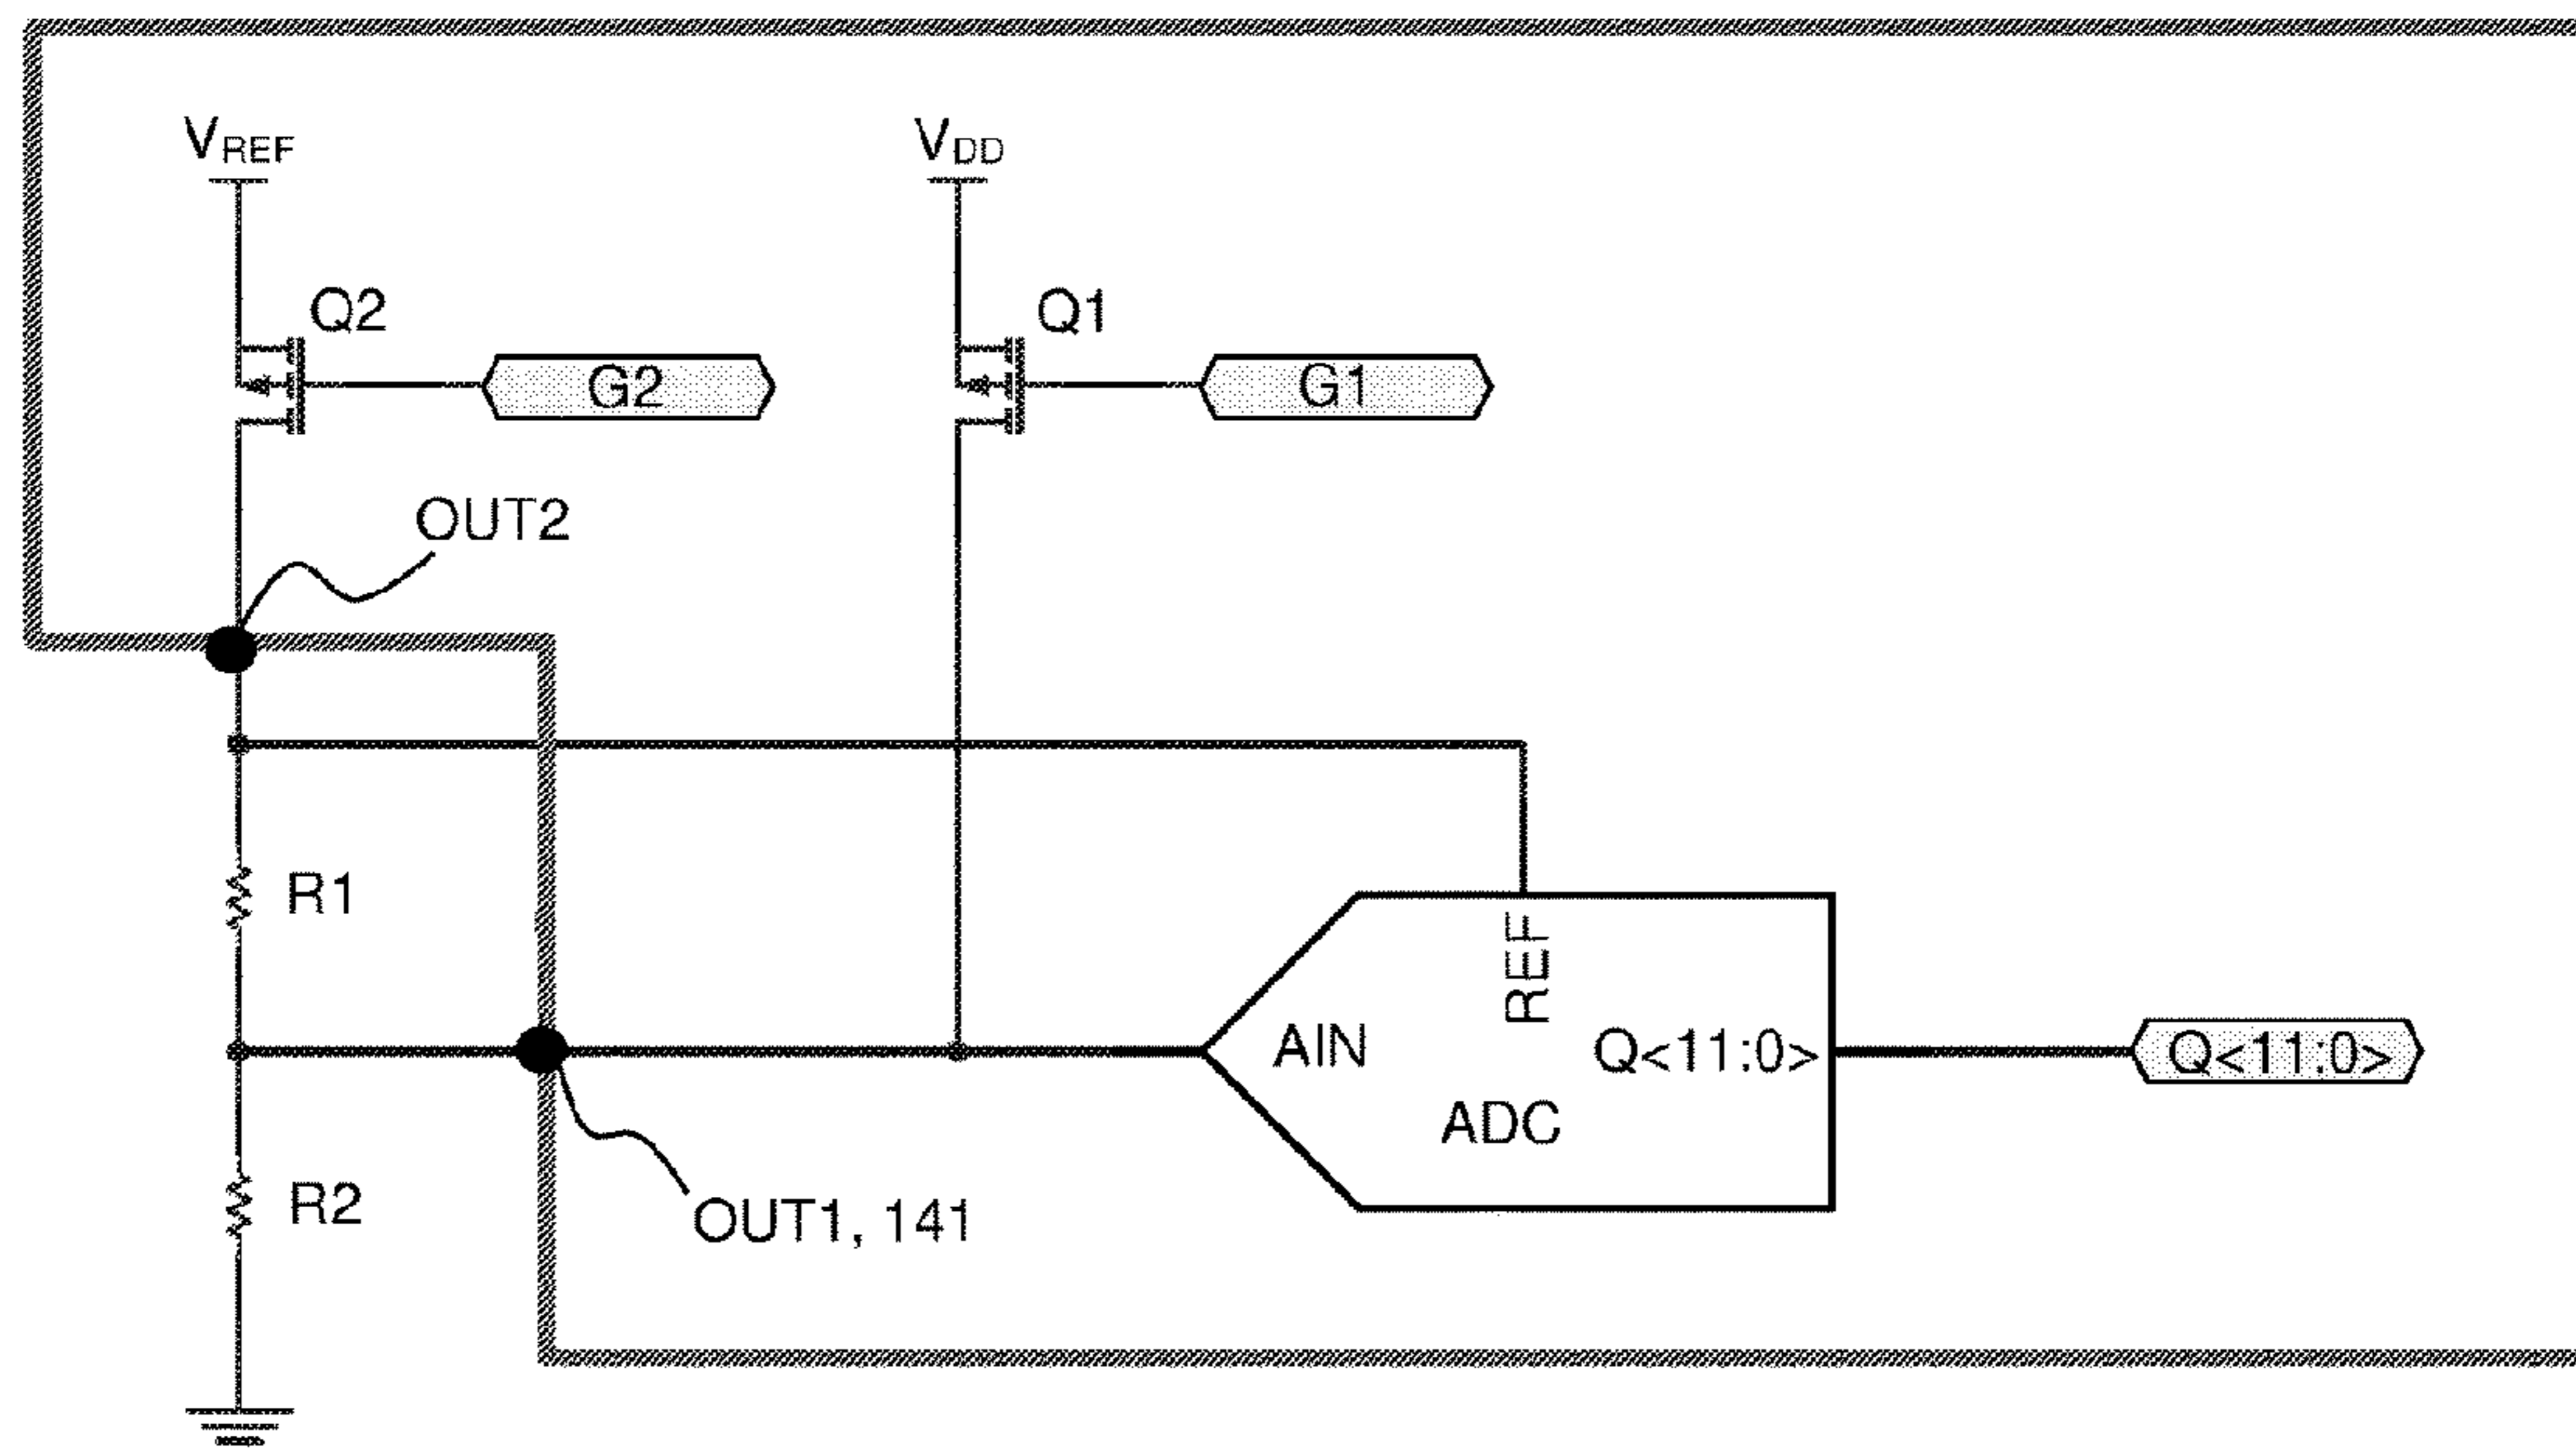 VREF
VDD
Q2
Q1
G2
G1
OUT2
R1
REF
AIN
Q<11:0>
Q<11:0>
ADC
R2
OUT1, 141